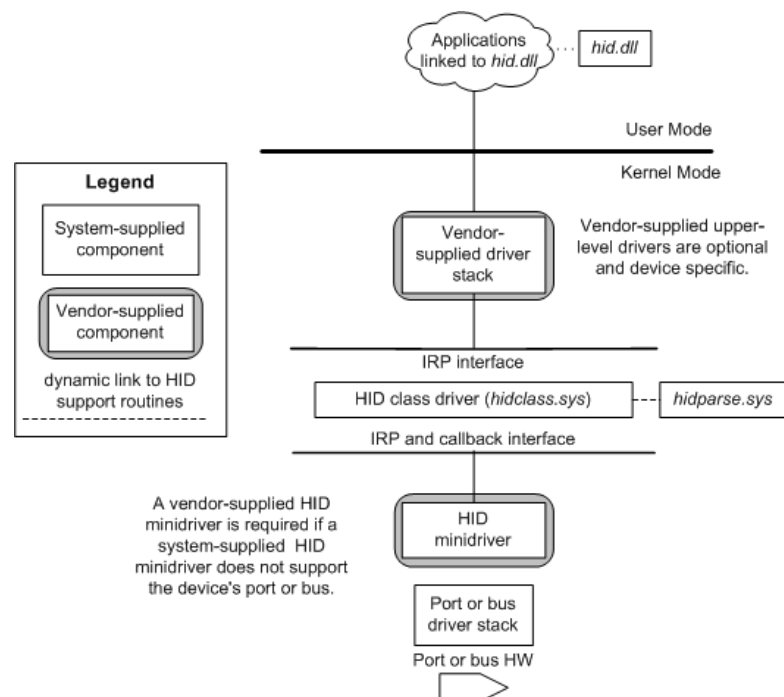 Applications
linked to hid.dll
hid.dll
User Mode
Kernel Mode
Legend
System-supplied
component
Vendor-supplied
component
dynamic link to HID
support routines
Vendor-
supplied driver
stack
Vendor-supplied upper-
level drivers are optional
and device specific.
IRP interface
HID class driver (hidclass.sys)
hidparse.sys
IRP and callback interface
A vendor-supplied HID
minidriver is required if a
system-supplied HID
minidriver does not support
the device's port or bus.
HID
minidriver
Port or bus
driver stack
Port or bus HW